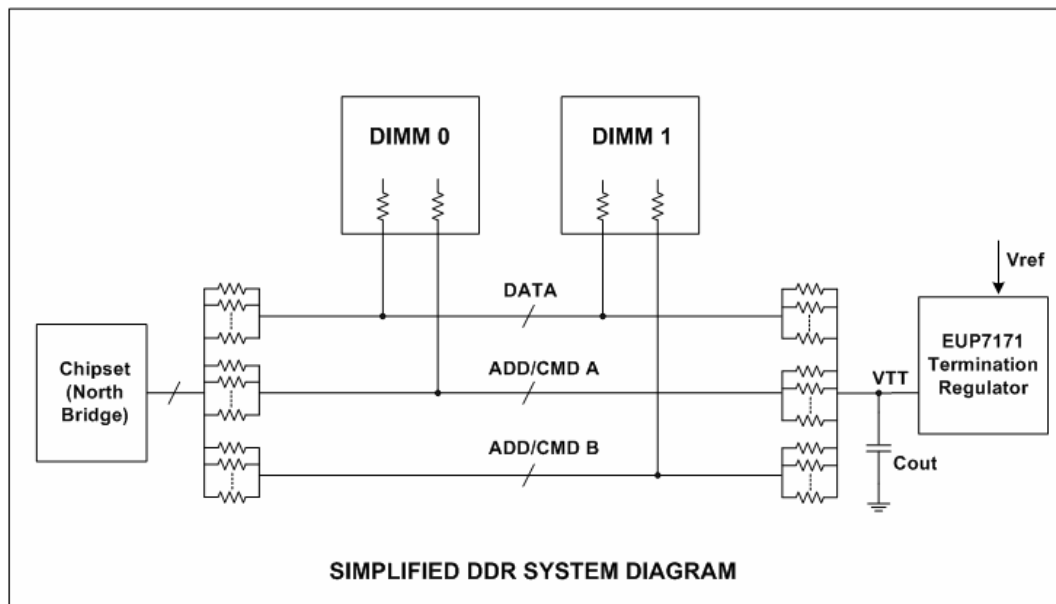 DIMM 0
DIMM 1
Vref
DATA
EUP7171
Termination
Regulator
Chipset
(North
Bridge)
ADD/CMD A
VTT
ADD/CMD B
Cout
SIMPLIFIED DDR SYSTEM DIAGRAM